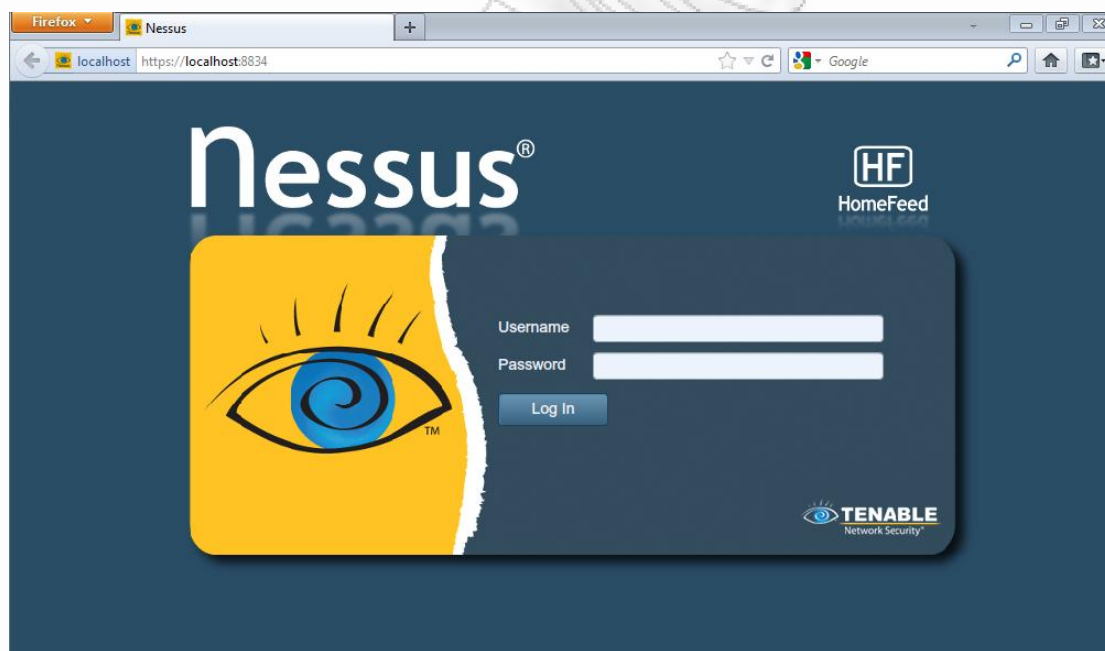 Firefox
Nessus
localhost https://localhost:8834
Google
nessus®
HF
HomeFeed
Username
Password
Log In
TM
TENABLE
Network Security®